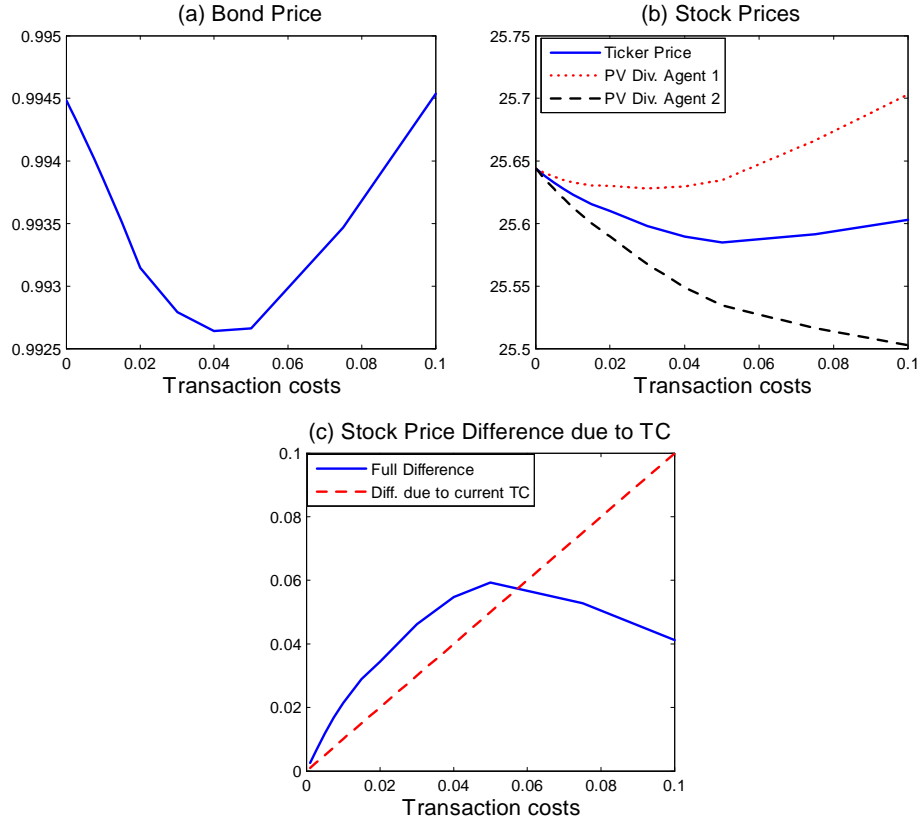 (a) Bond Price
0.995
0.9945
0.994
0.9935
0.993
0.9925
0 0.02 0.04 0.06 0.08 0.1
Transaction costs
(b) Stock Prices
25.75
25.7
25.65
25.6
25.55
25.5
Ticker Price
PV Div. Agent 1
PV Div. Agent 2
0 0.02 0.04 0.06 0.08 0.1
Transaction costs
(c) Stock Price Difference due to TC
0.1
0.08
0.06
0.04
0.02
0
Full Difference
Diff. due to current TC
0 0.02 0.04 0.06 0.08 0.1
Transaction costs